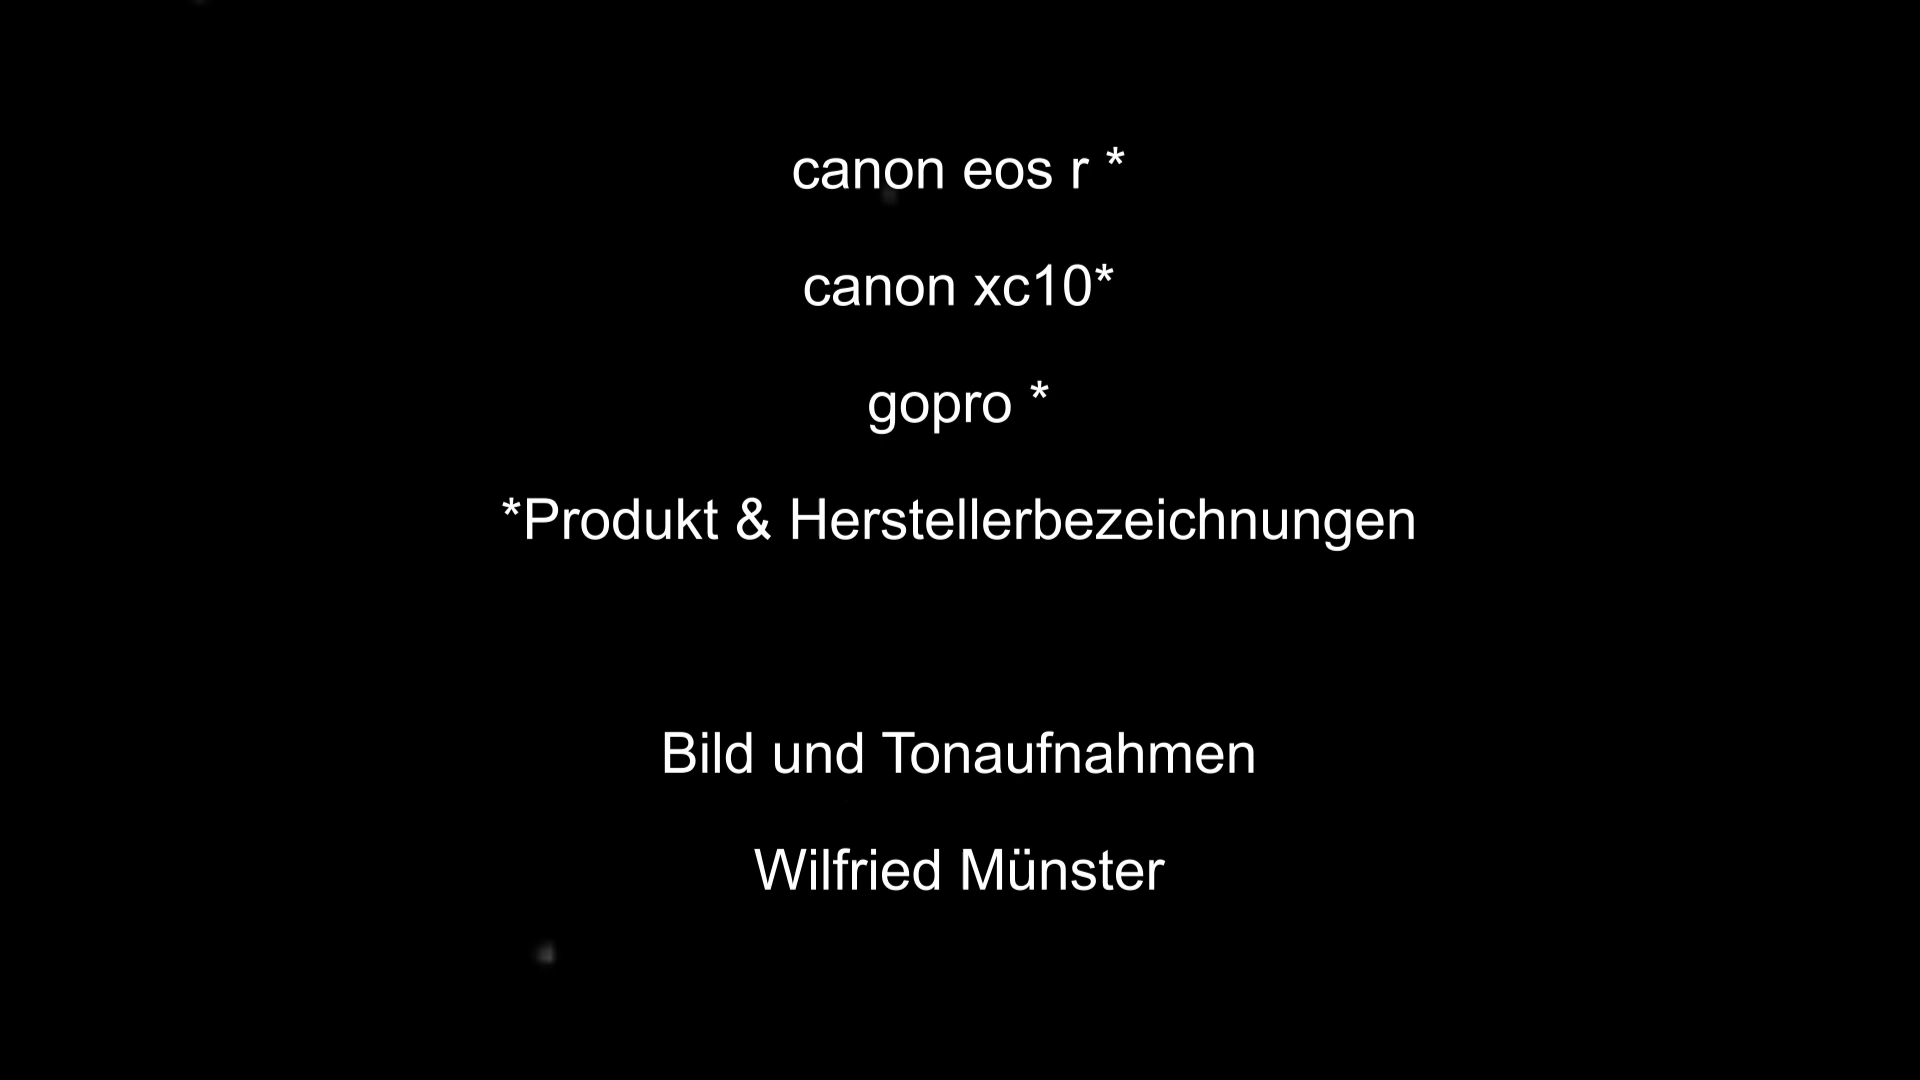 canon eos r *
canon xc10*
gopro *
*Produkt & Herstellerbezeichnungen
Bild und Tonaufnahmen
Wilfried Münster